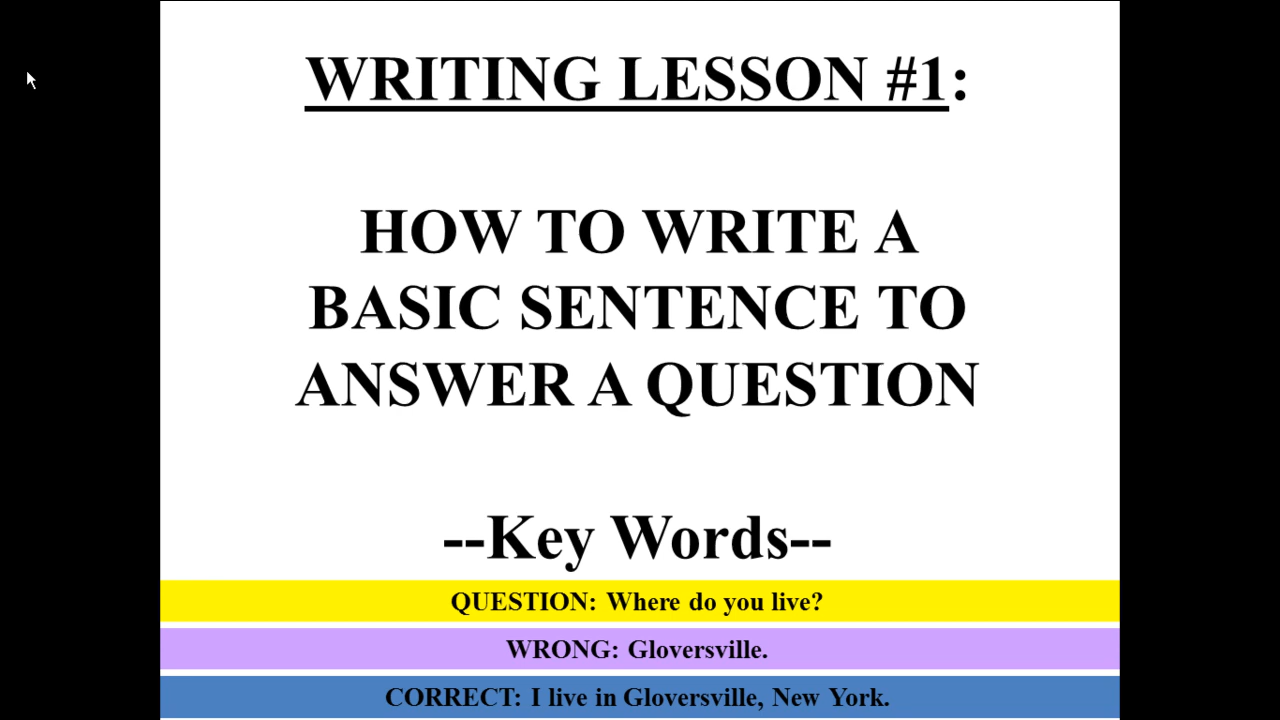 WRITING LESSON #1:
HOW TO WRITE A
BASIC SENTENCE TO
ANSWER A QUESTION
--Key Words--
QUESTION: Where do you live?
WRONG: Gloversville.
CORRECT: I live in Gloversville, New York.